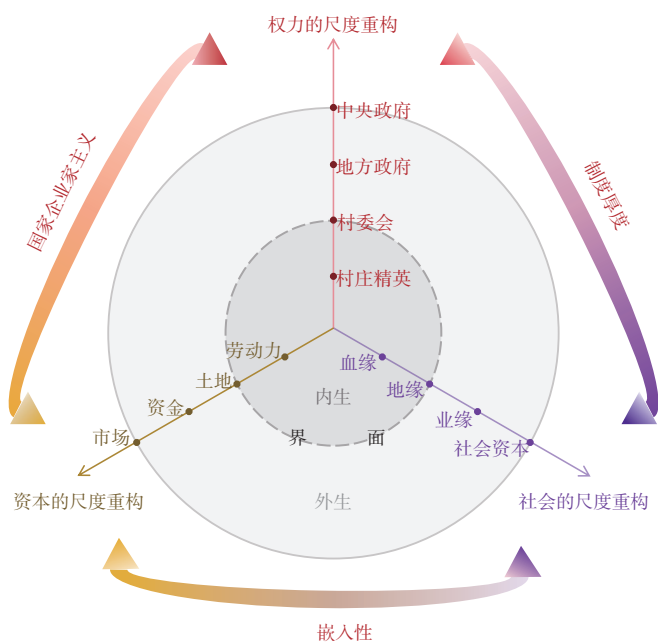 权力的尺度重构
中央政府
国家企业家主义
地方政府
制度厚度
村委会
村庄精英
劳动力
血缘
土地
地缘
内生
资金
业缘
市场
界 面
社会资本
资本的尺度重构
外生
社会的尺度重构
嵌入性